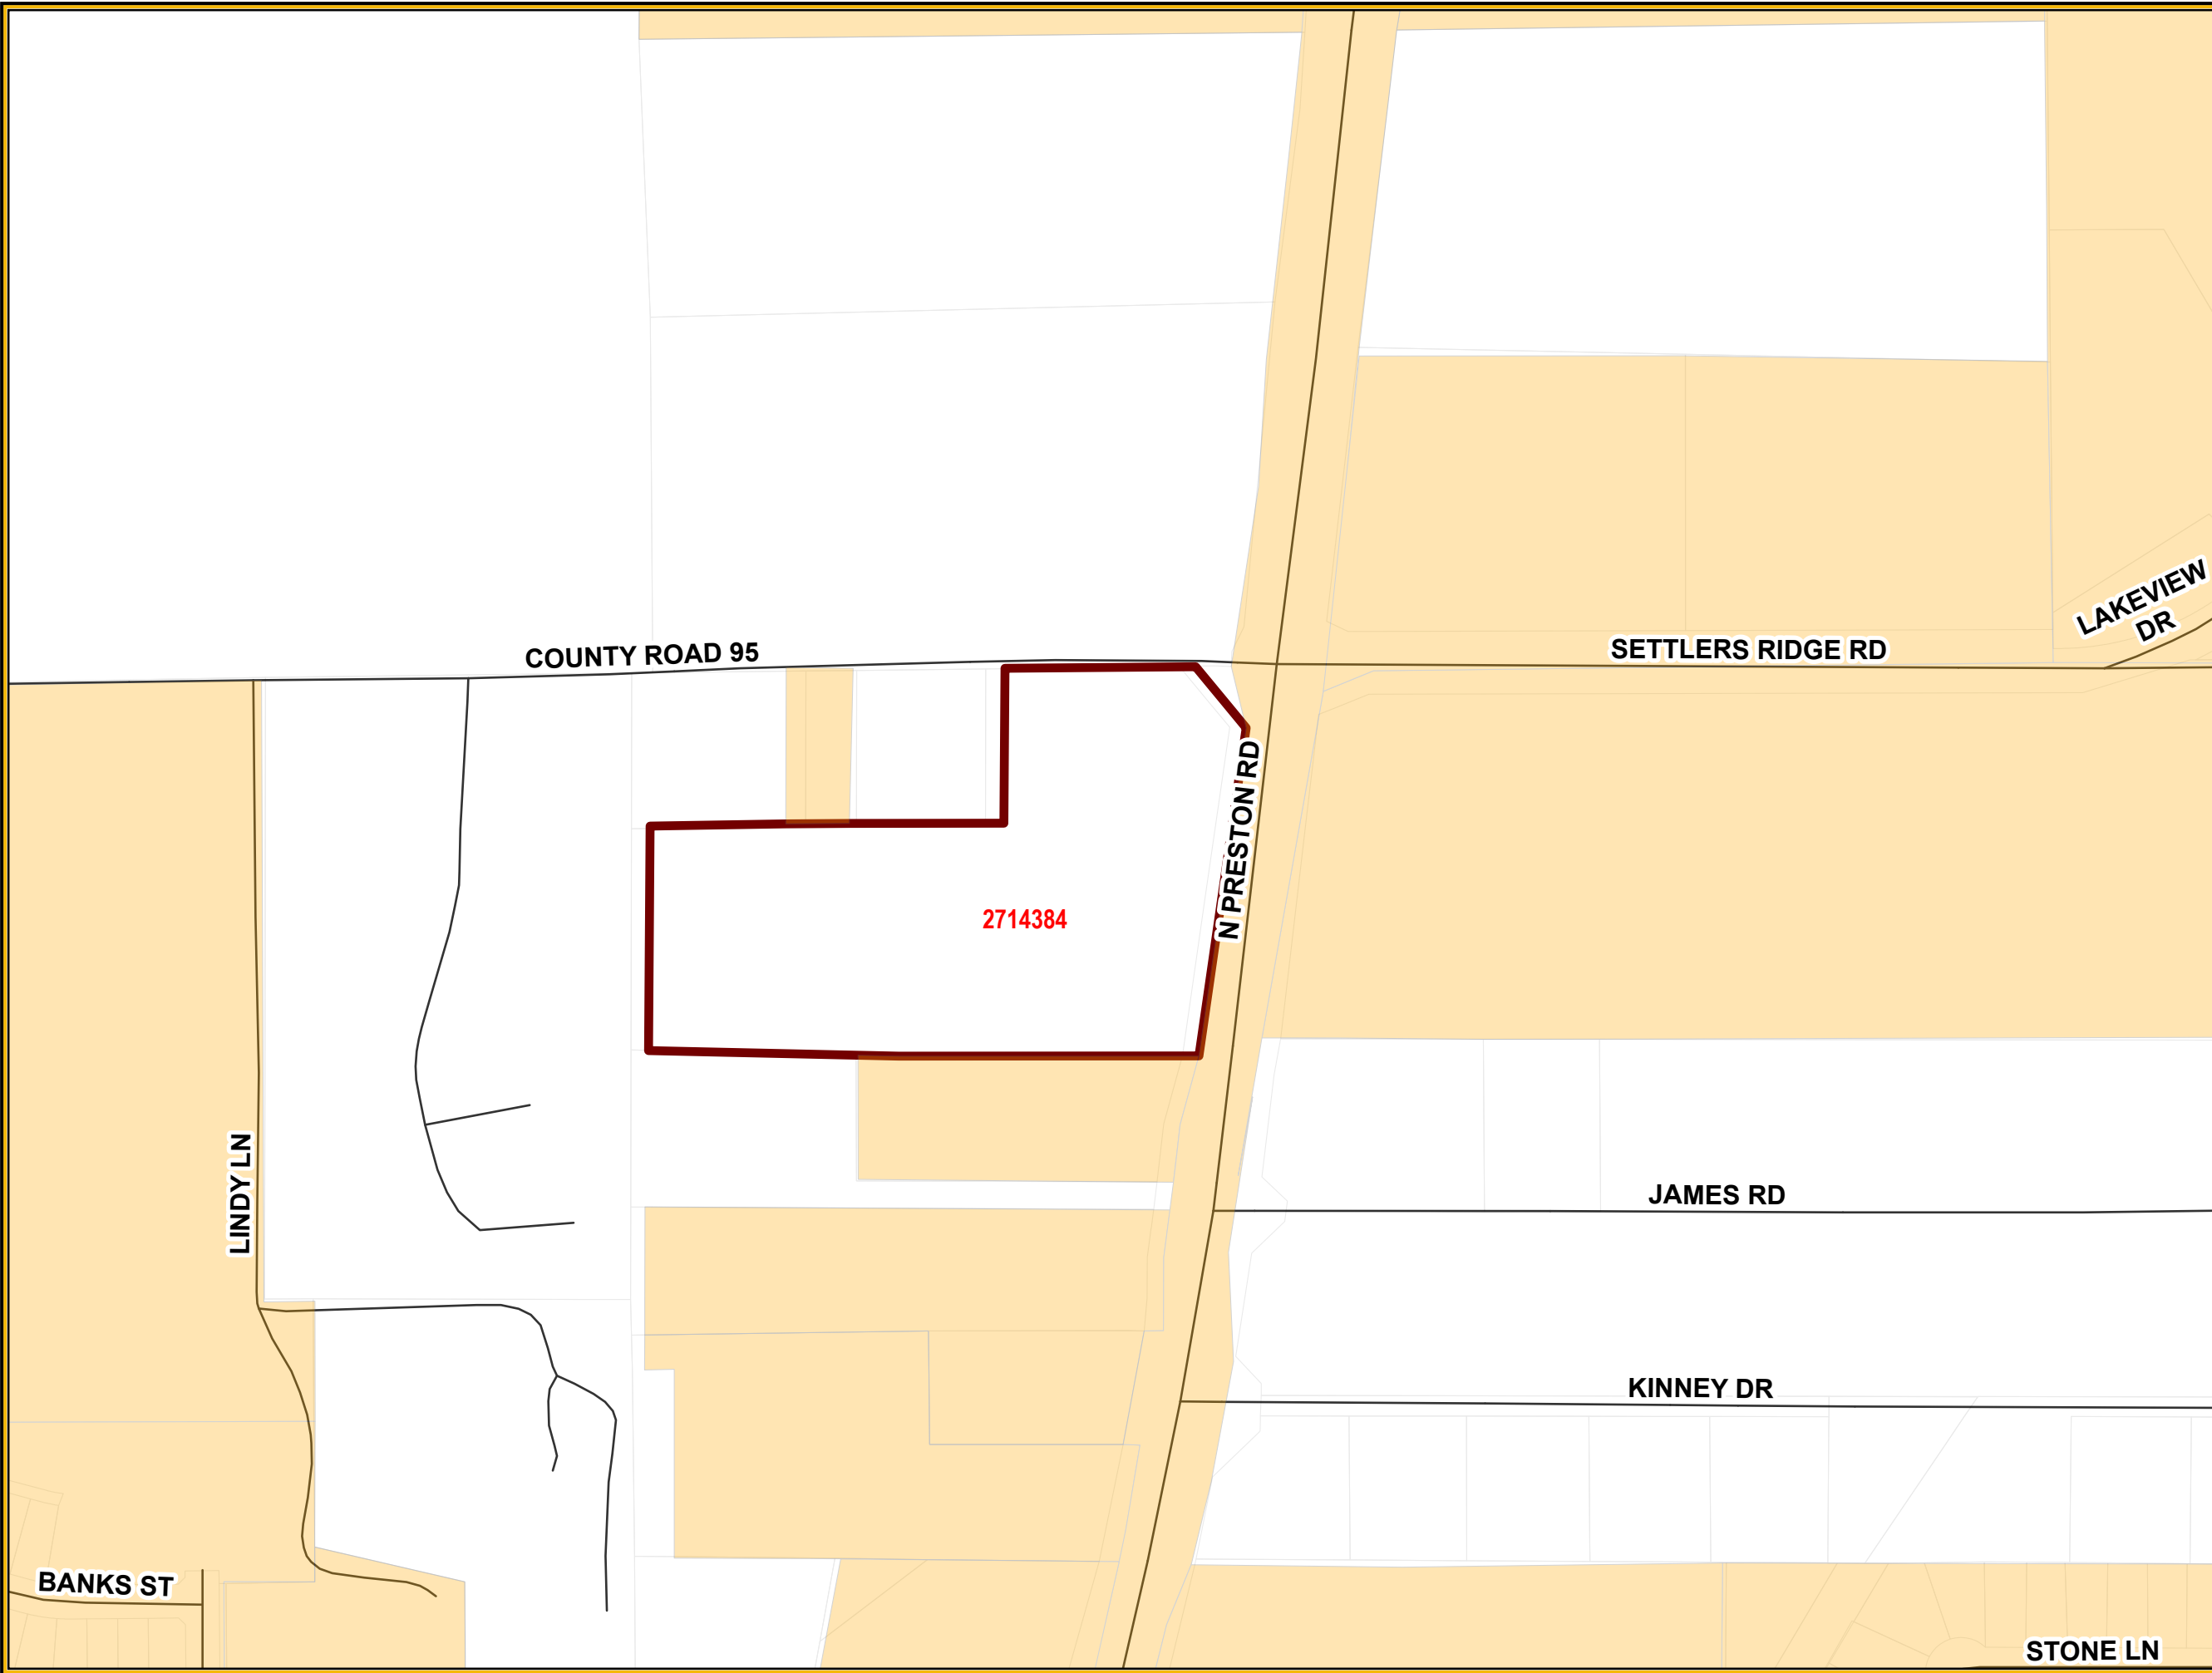 LAKEVIEW
DR
COUNTY ROAD 95
SETTLERS RIDGE RD
N PRESTON RD
2714384
LINDY LN
JAMES RD
KINNEY DR
BANKS ST
STONE LN